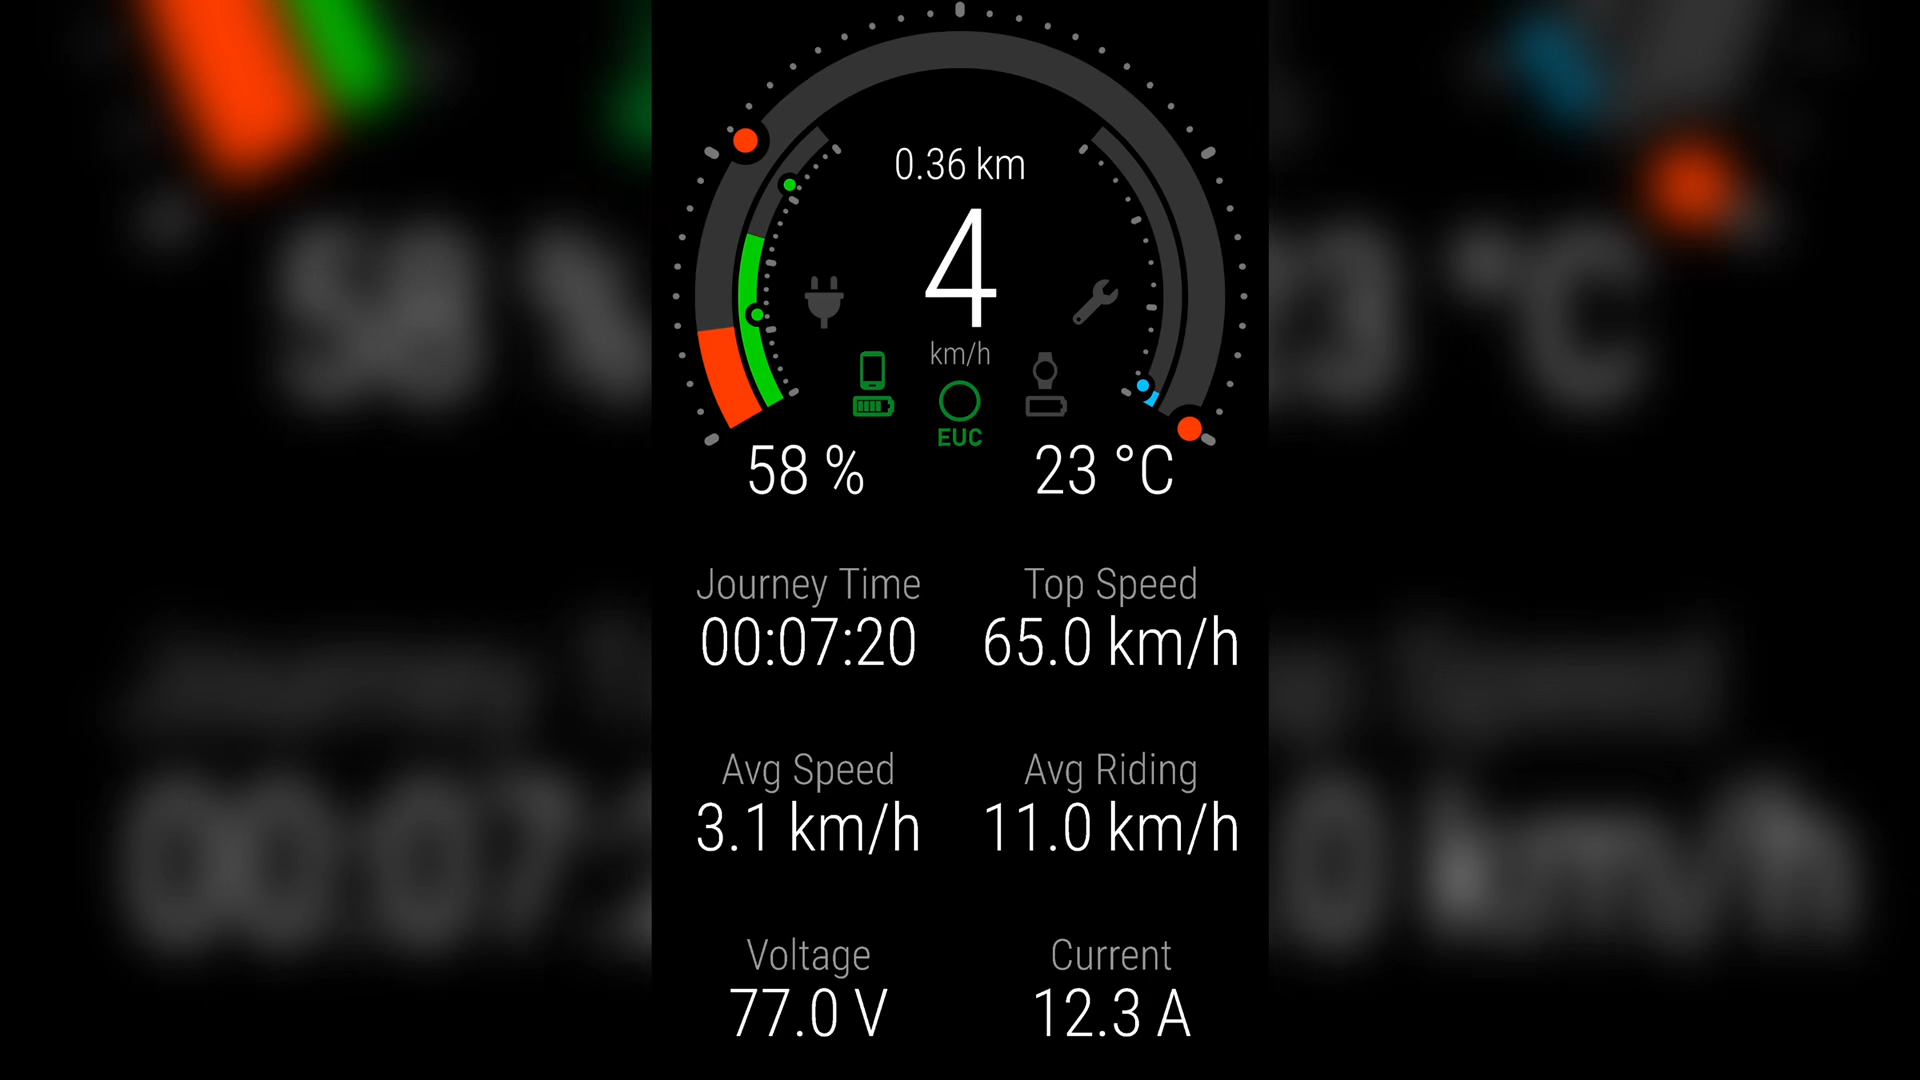 0.36 km
4
km/h
EUC
58 %
23 °C
Journey Time
Top Speed
00:07:20
65.0 km/h
Avg Speed
Avg Riding
3.1 km/h
11.0 km/h
Voltage
Current
77.0 V
12.3 A